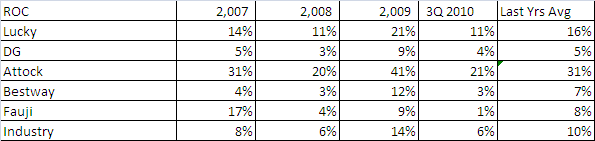 ROC 2,007 2,008 2,009 3Q 2010 Last Yrs Avg
Lucky 14% 11% 21% 11% 16%
DG 5% 3% 9% 4% 5%
Attock 31% 20% 41% 21% 31%
Bestway 4% 3% 12% 3% 7%
Fauji 17% 4% 9% 1% 8%
Industry 8% 6% 14% 6% 10%